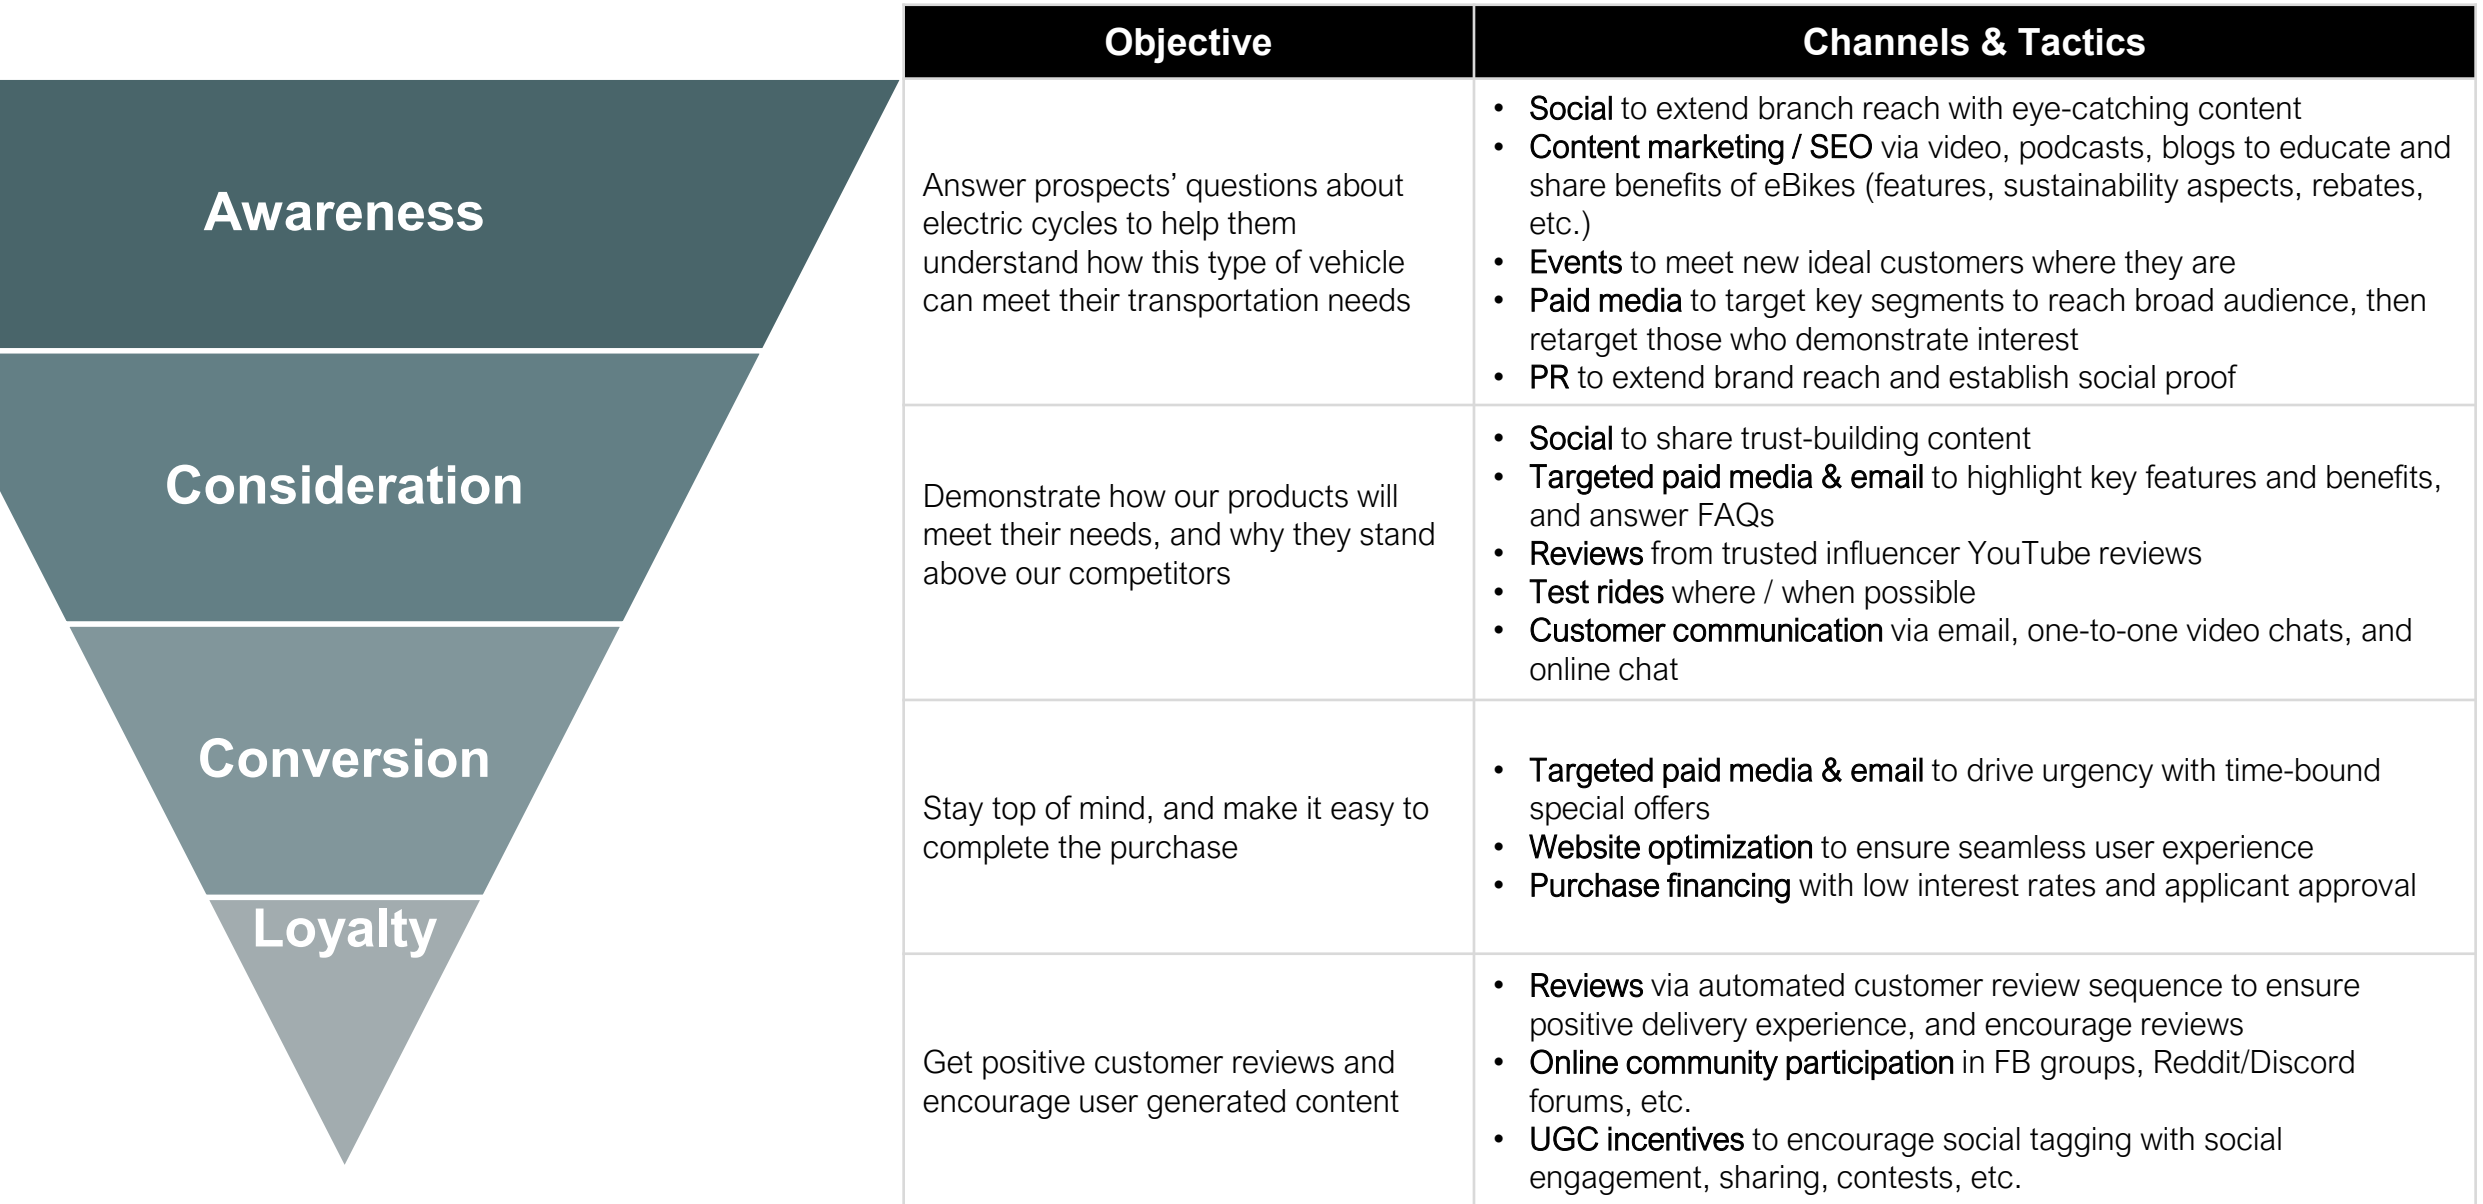 Objective
Channels & Tactics
Awareness
Answer prospects’ questions about
electric cycles to help them
understand how this type of vehicle
can meet their transportation needs
• Social to extend branch reach with eye-catching content
• Content marketing / SEO via video, podcasts, blogs to educate and
share benefits of eBikes (features, sustainability aspects, rebates,
etc.)
• Events to meet new ideal customers where they are
• Paid media to target key segments to reach broad audience, then
retarget those who demonstrate interest
• PR to extend brand reach and establish social proof
Consideration
Demonstrate how our products will
meet their needs, and why they stand
above our competitors
• Social to share trust-building content
• Targeted paid media & email to highlight key features and benefits,
and answer FAQs
• Reviews from trusted influencer YouTube reviews
• Test rides where / when possible
• Customer communication via email, one-to-one video chats, and
online chat
Conversion
Stay top of mind, and make it easy to
complete the purchase
• Targeted paid media & email to drive urgency with time-bound
special offers
• Website optimization to ensure seamless user experience
• Purchase financing with low interest rates and applicant approval
Loyalty
Get positive customer reviews and
encourage user generated content
• Reviews via automated customer review sequence to ensure
positive delivery experience, and encourage reviews
• Online community participation in FB groups, Reddit/Discord
forums, etc.
• UGC incentives to encourage social tagging with social
engagement, sharing, contests, etc.